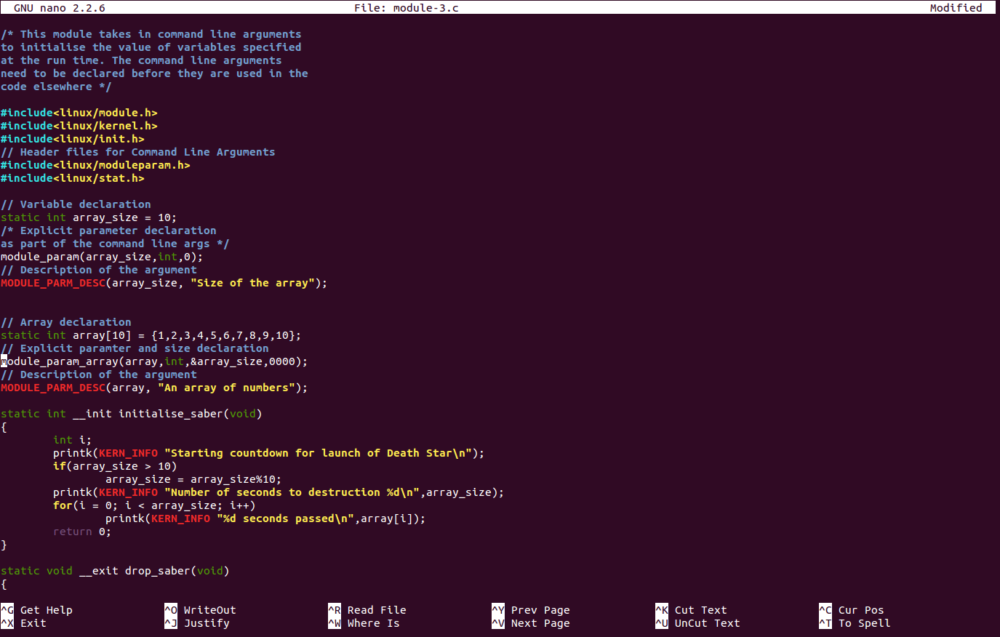 GNU nano 2.2.6 File: module-3.c Modified
/* This module takes in command line arguments
to initialise the value of variables specified
at the run time. The command line arguments
need to be declared before they are used in the
code elsewhere */
#include<linux/module.h>
#include<linux/kernel.h>
#include<linux/init.h>
// Header files for Command Line Arguments
#include<linux/moduleparam.h>
#include<linux/stat.h>
// Variable declaration
static int array_size = 10;
/* Explicit parameter declaration
as part of the command line args */
module_param(array_size,int,0);
// Description of the argument
MODULE_PARM_DESC(array_size, "Size of the array");
// Array declaration
static int array[10] = {1,2,3,4,5,6,7,8,9,10};
// Explicit paramter and size declaration
module_param_array(array,int,&array_size,0000);
// Description of the argument
MODULE_PARM_DESC(array, "An array of numbers");
static int __init initialise_saber(void)
{
        int i;
        printk(KERN_INFO "Starting countdown for launch of Death Star\n");
        if(array_size > 10)
                array_size = array_size%10;
        printk(KERN_INFO "Number of seconds to destruction %d\n",array_size);
        for(i = 0; i < array_size; i++)
                printk(KERN_INFO "%d seconds passed\n",array[i]);
        return 0;
}
static void __exit drop_saber(void)
{
^G Get Help ^O WriteOut ^R Read File ^Y Prev Page ^K Cut Text ^C Cur Pos
^X Exit ^J Justify ^W Where Is ^V Next Page ^U UnCut Text ^T To Spell